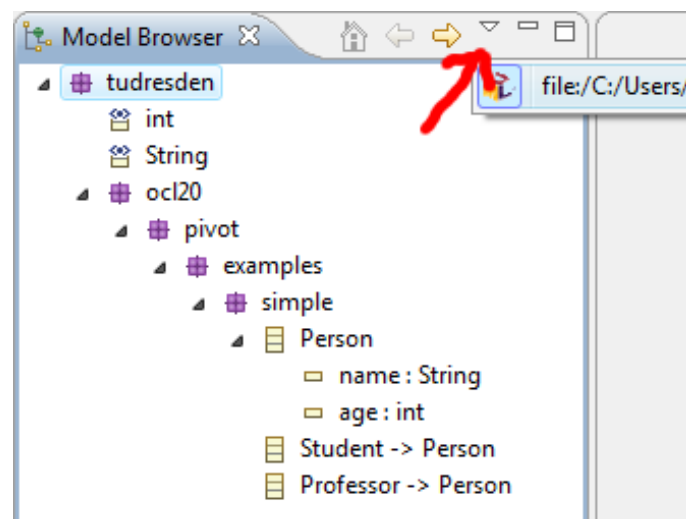 Model Browser
file:/C:/Users/
tudresden
int
String
ocl20
pivot
examples
simple
Person
name : String
age : int
Student -> Person
Professor -> Person